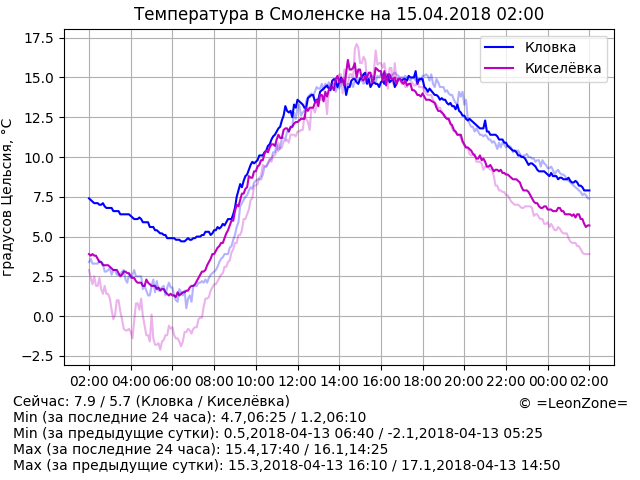 Температура в Смоленске на 15.04.2018 02:00
Кловка
Киселёвка
градусов Цельсия, °C
17.5
15.0
12.5
10.0
7.5
5.0
2.5
0.0
−2.5
02:00 04:00 06:00 08:00 10:00 12:00 14:00 16:00 18:00 20:00 22:00 00:00 02:00
Сейчас: 7.9 / 5.7 (Кловка / Киселёвка)
© =LeonZone=
Min (за последние 24 часа): 4.7,06:25 / 1.2,06:10
Min (за предыдущие сутки): 0.5,2018-04-13 06:40 / -2.1,2018-04-13 05:25
Max (за последние 24 часа): 15.4,17:40 / 16.1,14:25
Max (за предыдущие сутки): 15.3,2018-04-13 16:10 / 17.1,2018-04-13 14:50